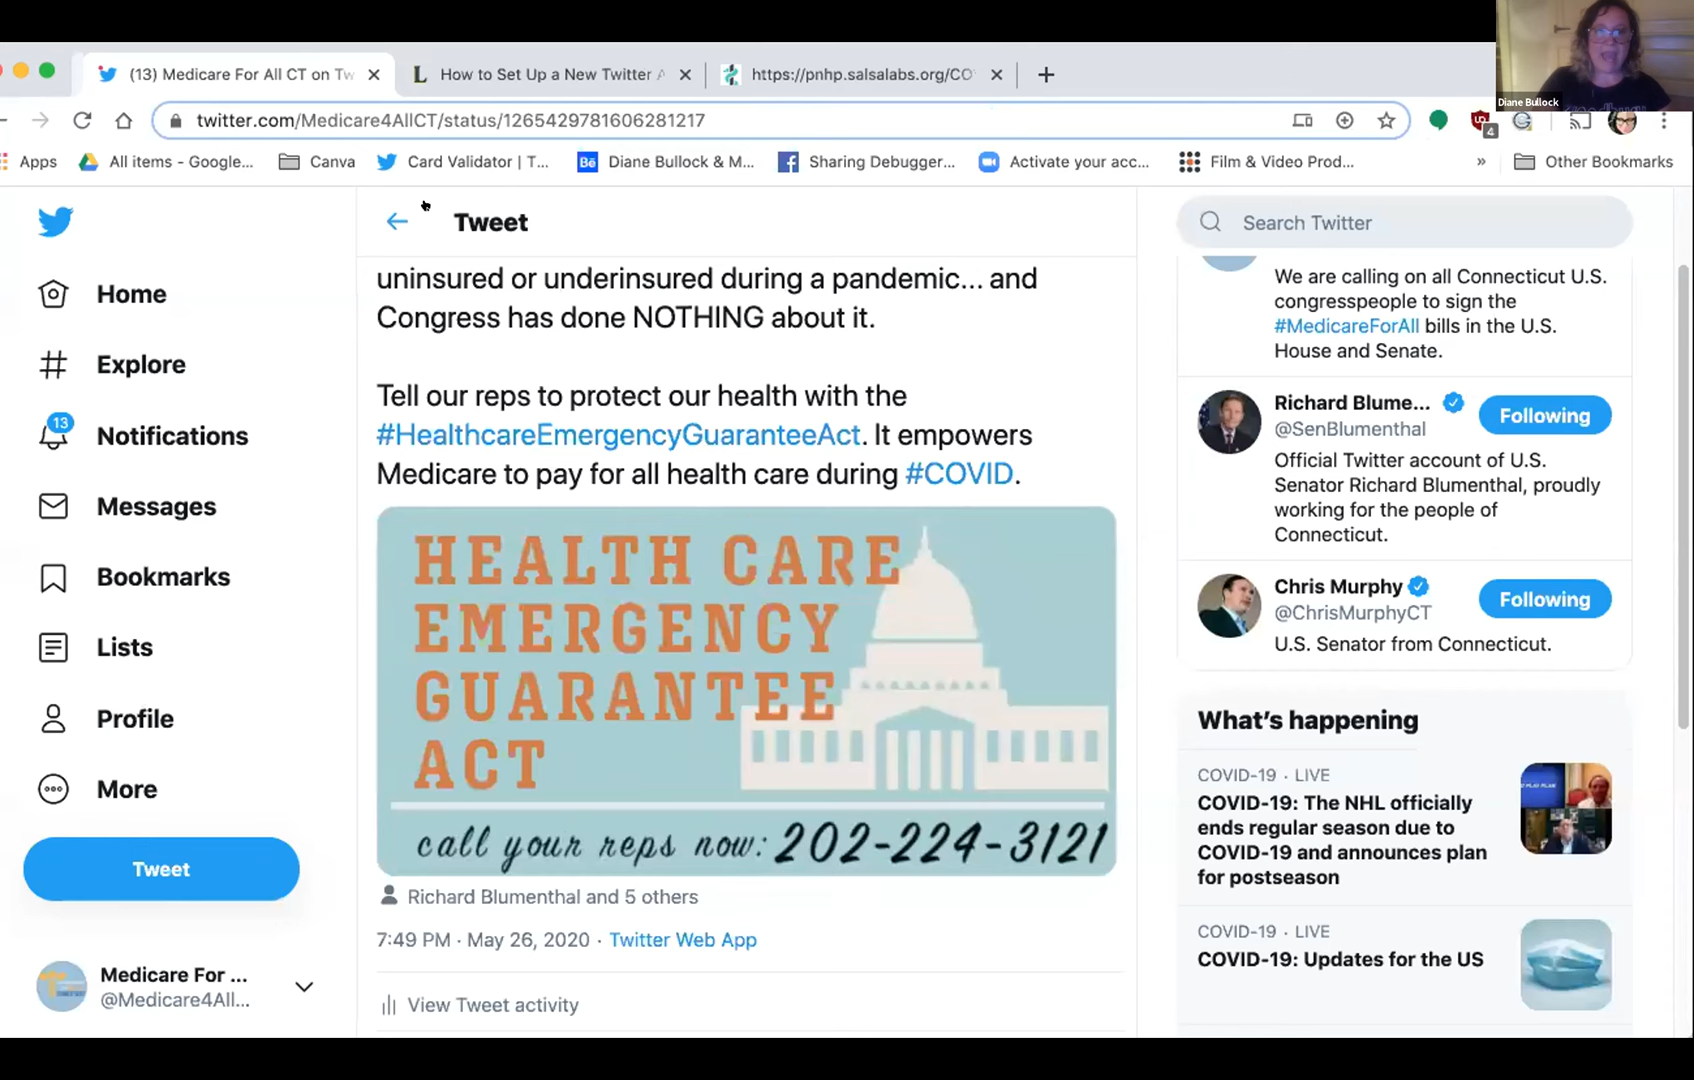 Diane Bullock
(13) Medicare For All CT on Tw
How to Set Up a New Twitter A
https://pnhp.salsalabs.org/CO
twitter.com/Medicare4AllCT/status/1265429781606281217
4
Apps
All items - Google...
Canva
Card Validator | T...
Diane Bullock & M...
Sharing Debugger...
Activate your acc...
Film & Video Prod...
»
Other Bookmarks
Home
Explore
13
Notifications
Messages
Bookmarks
Lists
Profile
More
Tweet
Medicare For ...
@Medicare4All...
Tweet
uninsured or underinsured during a pandemic... and
Congress has done NOTHING about it.
Tell our reps to protect our health with the
#HealthcareEmergencyGuaranteeAct. It empowers
Medicare to pay for all health care during #COVID.
HEALTH CARE
EMERGENCY
GUARANTEE
ACT
call your reps now: 202-224-3121
Richard Blumenthal and 5 others
7:49 PM · May 26, 2020 · Twitter Web App
View Tweet activity
Search Twitter
We are calling on all Connecticut U.S.
congresspeople to sign the
#MedicareForAll bills in the U.S.
House and Senate.
Richard Blume...
Following
@SenBlumenthal
Official Twitter account of U.S.
Senator Richard Blumenthal, proudly
working for the people of
Connecticut.
Chris Murphy
Following
@ChrisMurphyCT
U.S. Senator from Connecticut.
What's happening
COVID-19 · LIVE
COVID-19: The NHL officially
ends regular season due to
COVID-19 and announces plan
for postseason
COVID-19 · LIVE
COVID-19: Updates for the US